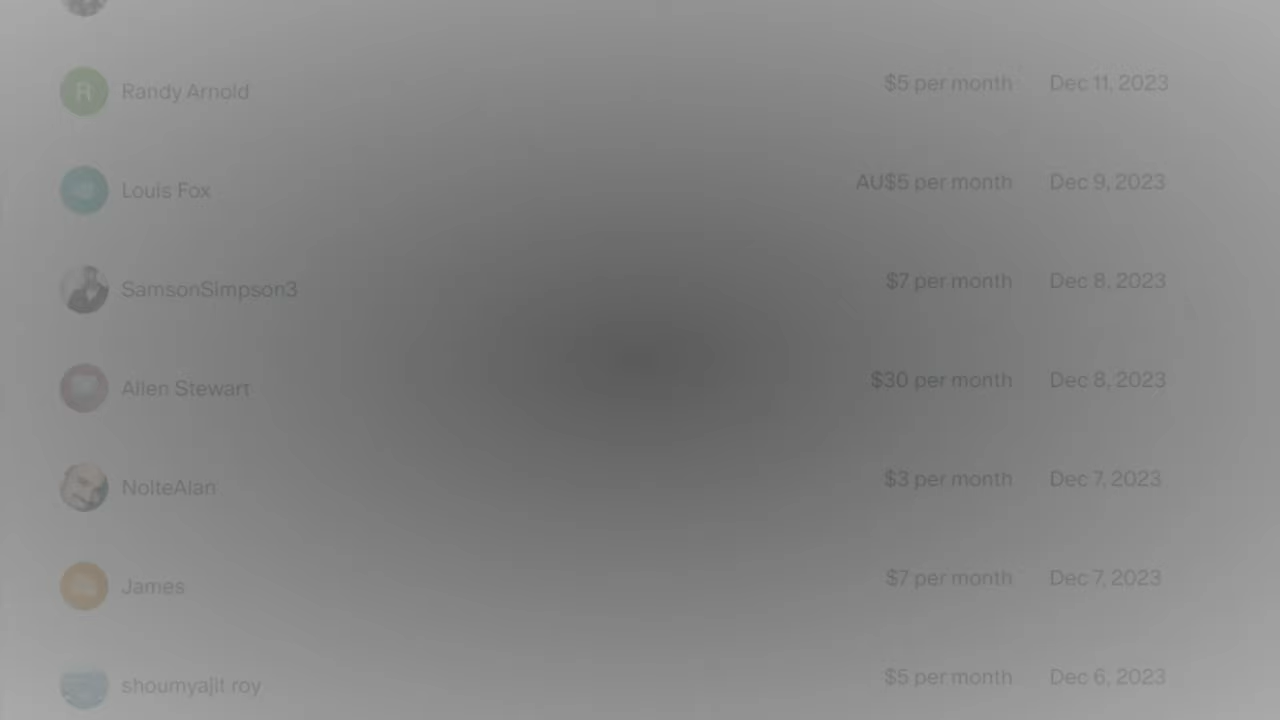 R Randy Arnold $5 per month Dec 11, 2023
Louis Fox AU$5 per month Dec 9, 2023
SamsonSimpson3 $7 per month Dec 8, 2023
Allen Stewart $30 per month Dec 8, 2023
NolteAlan $3 per month Dec 7, 2023
James $7 per month Dec 7, 2023
shoumyajit roy $5 per month Dec 6, 2023